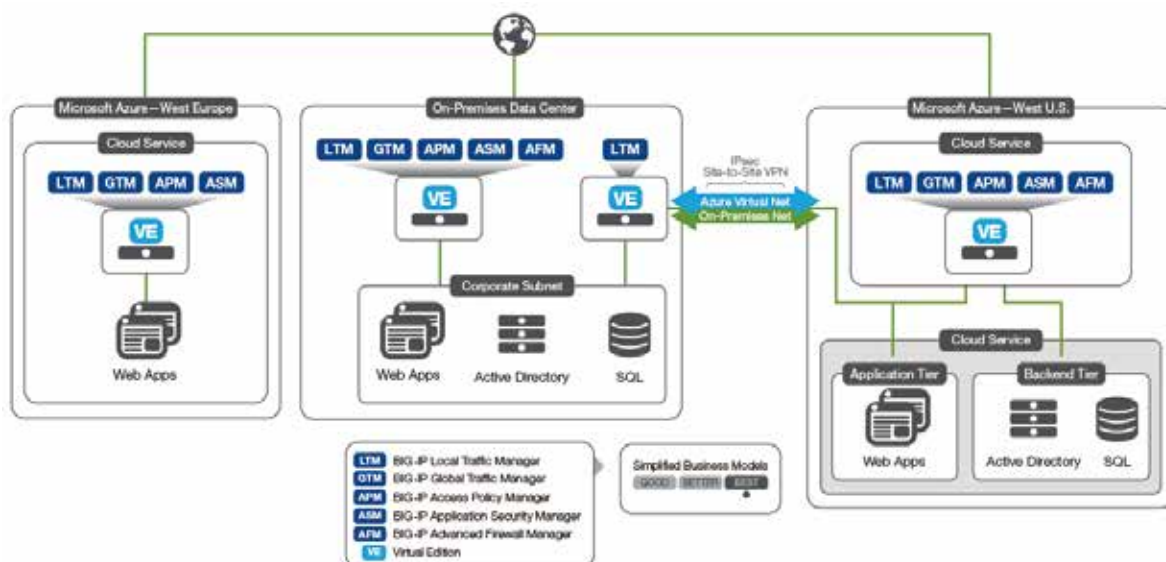 Microsoft Azure—West Europe
On-Premises Data Center
Microsoft Azure—West U.S.
Cloud Service
LTM GTM APM ASM
VE
Web Apps
LTM GTM APM ASM AFM
LTM
VE
VE
IPsec
Site-to-Site VPN
Azure Virtual Net
On-Premises Net
Corporate Subnet
Web Apps
Active Directory
SQL
Cloud Service
LTM GTM APM ASM AFM
VE
Cloud Service
Application Tier
Backend Tier
Web Apps
Active Directory
SQL
LTM BIG-IP Local Traffic Manager
GTM BIG-IP Global Traffic Manager
APM BIG-IP Access Policy Manager
ASM BIG-IP Application Security Manager
AFM BIG-IP Advanced Firewall Manager
VE Virtual Edition
Simplified Business Models
GOOD BETTER BEST